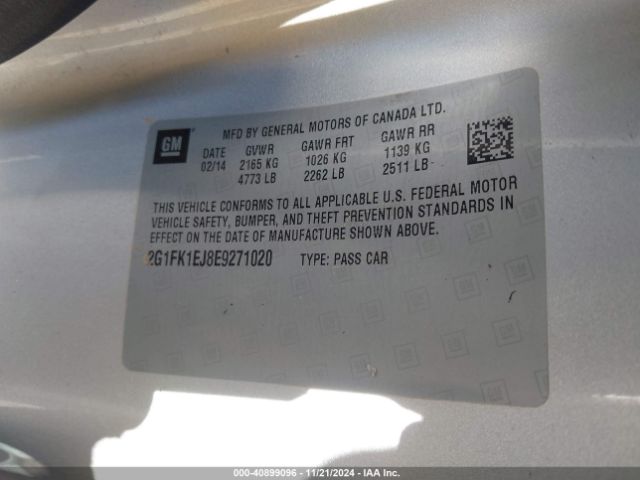 GM
MFD BY GENERAL MOTORS OF CANADA LTD.
DATE GVWR GAWR FRT GAWR RR
02/14 2165 KG 1026 KG 1139 KG
4773 LB 2262 LB 2511 LB
THIS VEHICLE CONFORMS TO ALL APPLICABLE U.S. FEDERAL MOTOR
VEHICLE SAFETY, BUMPER, AND THEFT PREVENTION STANDARDS IN
EFFECT ON THE DATE OF MANUFACTURE SHOWN ABOVE.
2G1FK1EJ8E9271020 TYPE: PASS CAR
000-40899096 - 11/21/2024 - IAA Inc.